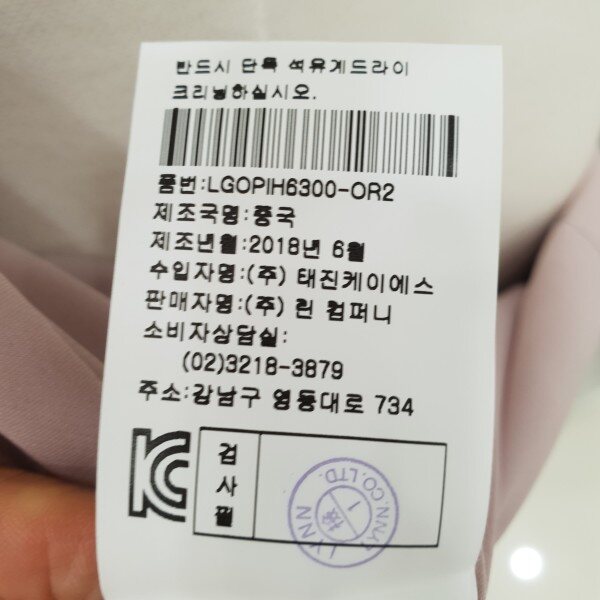 반드시 단독 석유계드라이
크리닝하십시오.
품번:LGOPIH6300-OR2
제조국명:중국
제조년월:2018년 6월
수입자명:(주) 태진케이에스
판매자명:(주) 린 컴퍼니
소비자상담실:
(02)3218-3879
주소:강남구 영동대로 734
KC
검
사
필
CO.LTD.
1